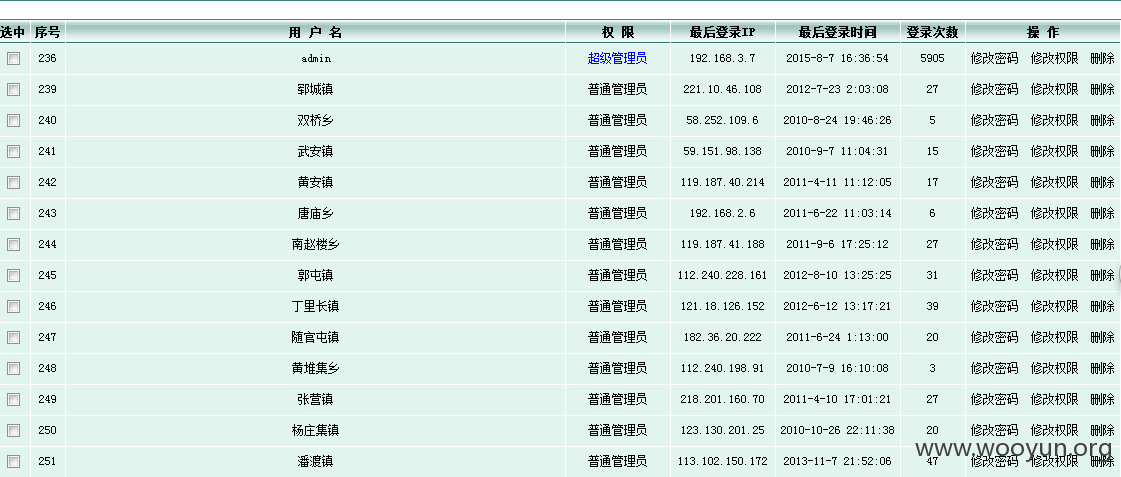 选中 序号 用 户 名 权 限 最后登录IP 最后登录时间 登录次数 操 作
236 admin 超级管理员 192.168.3.7 2015-8-7 16:36:54 5905 修改密码 修改权限 删除
239 郓城镇 普通管理员 221.10.46.108 2012-7-23 2:03:08 27 修改密码 修改权限 删除
240 双桥乡 普通管理员 58.252.109.6 2010-8-24 19:46:26 5 修改密码 修改权限 删除
241 武安镇 普通管理员 59.151.98.138 2010-9-7 11:04:31 15 修改密码 修改权限 删除
242 黄安镇 普通管理员 119.187.40.214 2011-4-11 11:12:05 17 修改密码 修改权限 删除
243 唐庙乡 普通管理员 192.168.2.6 2011-6-22 11:03:14 6 修改密码 修改权限 删除
244 南赵楼乡 普通管理员 119.187.41.188 2011-9-6 17:25:12 27 修改密码 修改权限 删除
245 郭屯镇 普通管理员 112.240.228.161 2012-8-10 13:25:25 31 修改密码 修改权限 删除
246 丁里长镇 普通管理员 121.18.126.152 2012-6-12 13:17:21 39 修改密码 修改权限 删除
247 随官屯镇 普通管理员 182.36.20.222 2011-6-24 1:13:00 20 修改密码 修改权限 删除
248 黄堆集乡 普通管理员 112.240.198.91 2010-7-9 16:10:08 3 修改密码 修改权限 删除
249 张营镇 普通管理员 218.201.160.70 2011-4-10 17:01:21 27 修改密码 修改权限 删除
250 杨庄集镇 普通管理员 123.130.201.25 2010-10-26 22:11:38 20 修改密码 修改权限 删除
www.wooyun.org
251 潘渡镇 普通管理员 113.102.150.172 2013-11-7 21:52:06 47 修改密码 修改权限 删除